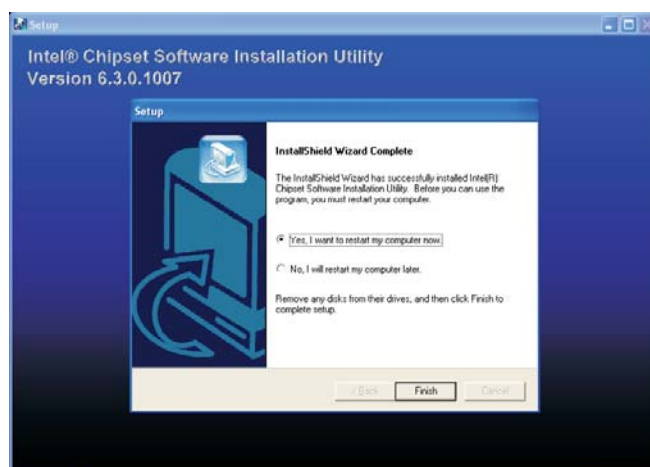 Setup
Intel® Chipset Software Installation Utility
Version 6.3.0.1007
Setup
InstallShield Wizard Complete
The InstallShield Wizard has successfully installed Intel(R)
Chipset Software Installation Utility. Before you can use the
program, you must restart your computer.
Yes, I want to restart my computer now.
No, I will restart my computer later.
Remove any disks from their drives, and then click Finish to
complete setup.
< Back Finish Cancel